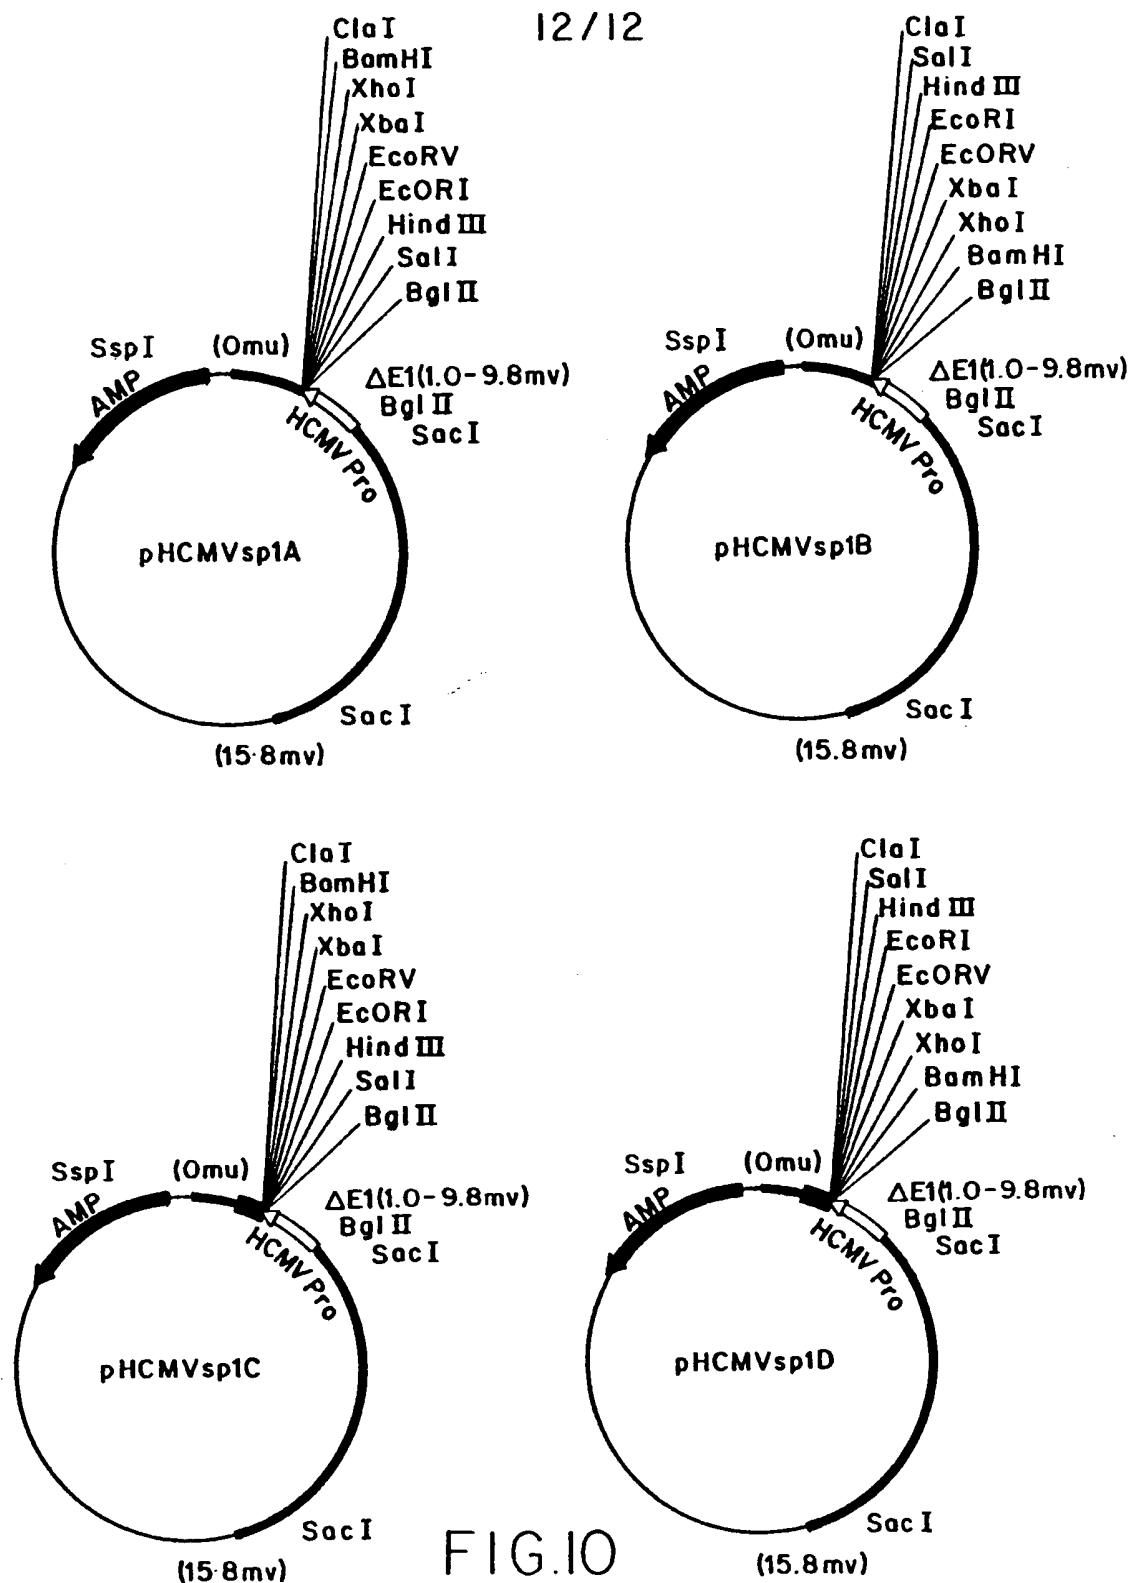 12/12
ClaI
BamHI
XhoI
XbaI
EcoRV
EcORI
Hind III
SalI
BglII
SspI
(Omu)
AMP
ΔE1(1.0-9.8mv)
BglII
SacI
HCMV Pro
pHCMVsp1A
SacI
(15·8mv)
ClaI
SalI
Hind III
EcoRI
EcORV
XbaI
XhoI
BamHI
BglII
SspI
(Omu)
AMP
ΔE1(1.0-9.8mv)
BglII
SacI
HCMV Pro
pHCMVsp1B
SacI
(15.8mv)
ClaI
BamHI
XhoI
XbaI
EcoRV
EcORI
Hind III
SalI
BglII
SspI
(Omu)
AMP
ΔE1(1.0-9.8mv)
BglII
SacI
HCMV Pro
pHCMVsp1C
SacI
(15·8mv)
ClaI
SalI
Hind III
EcoRI
EcORV
XbaI
XhoI
BamHI
BglII
SspI
(Omu)
AMP
ΔE1(1.0-9.8mv)
BglII
SacI
HCMV Pro
pHCMVsp1D
SacI
(15.8mv)
FIG.10